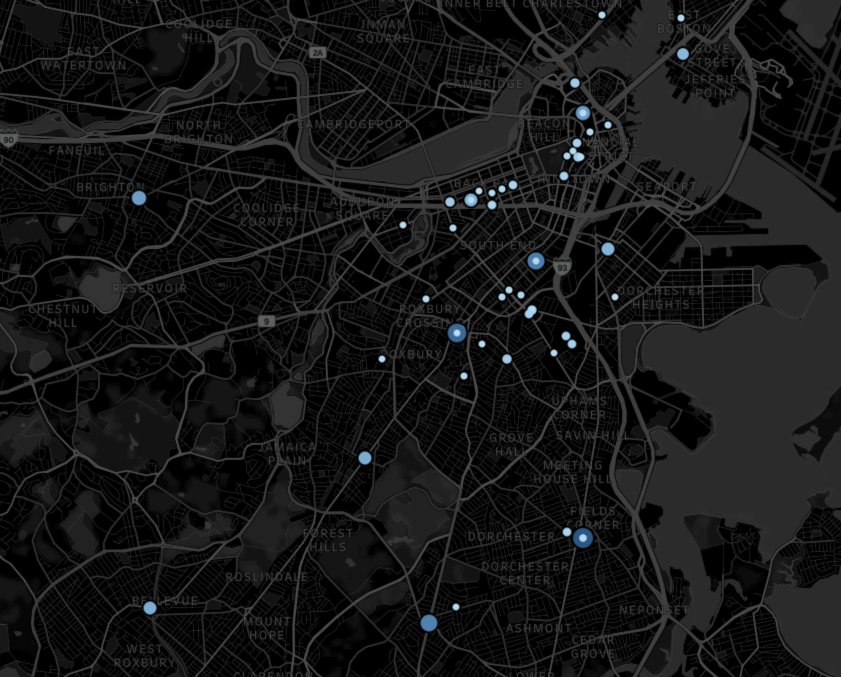 COOLIDGE
HILL
INMAN
SQUARE
INNER BELT
CHARLESTOWN
EAST
BOSTON
EAST
WATERTOWN
2A
EAST
CAMBRIDGE
JEFFRIES
POINT
90
NORTH
BRIGHTON
CAMBRIDGEPORT
BEACON
HILL
FANEUIL
BRIGHTON
COOLIDGE
CORNER
AUDUBON
SQUARE
SEAPORT
SOUTH END
93
RESERVOIR
DORCHESTER
HEIGHTS
CHESTNUT
HILL
9
ROXBURY
CROSSING
ROXBURY
UPHAMS
CORNER
GROVE
HALL
SAVIN HILL
JAMAICA
PLAIN
MEETING
HOUSE HILL
FIELDS
CORNER
FOREST
HILLS
DORCHESTER
DORCHESTER
CENTER
ROSLINDALE
BELLEVUE
NEPONSET
MOUNT
HOPE
ASHMONT
CEDAR
GROVE
WEST
ROXBURY
LOWER